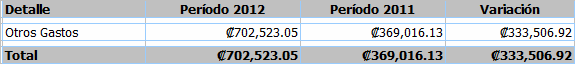 Detalle Período 2012 Período 2011 Variación
Otros Gastos ₡702,523.05 ₡369,016.13 ₡333,506.92
Total ₡702,523.05 ₡369,016.13 ₡333,506.92